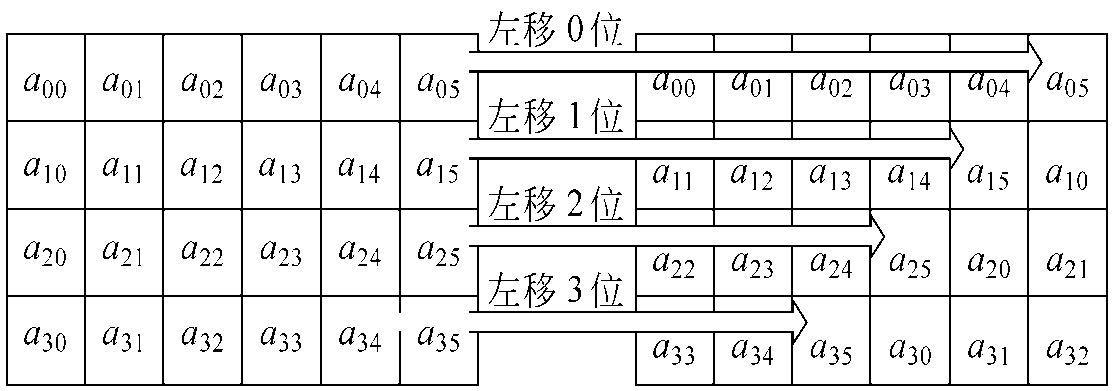 左移 0 位
a00 a01 a02 a03 a04 a05 a00 a01 a02 a03 a04 a05
左移 1 位
a10 a11 a12 a13 a14 a15 a11 a12 a13 a14 a15 a10
左移 2 位
a20 a21 a22 a23 a24 a25 a22 a23 a24 a25 a20 a21
左移 3 位
a30 a31 a32 a33 a34 a35 a33 a34 a35 a30 a31 a32